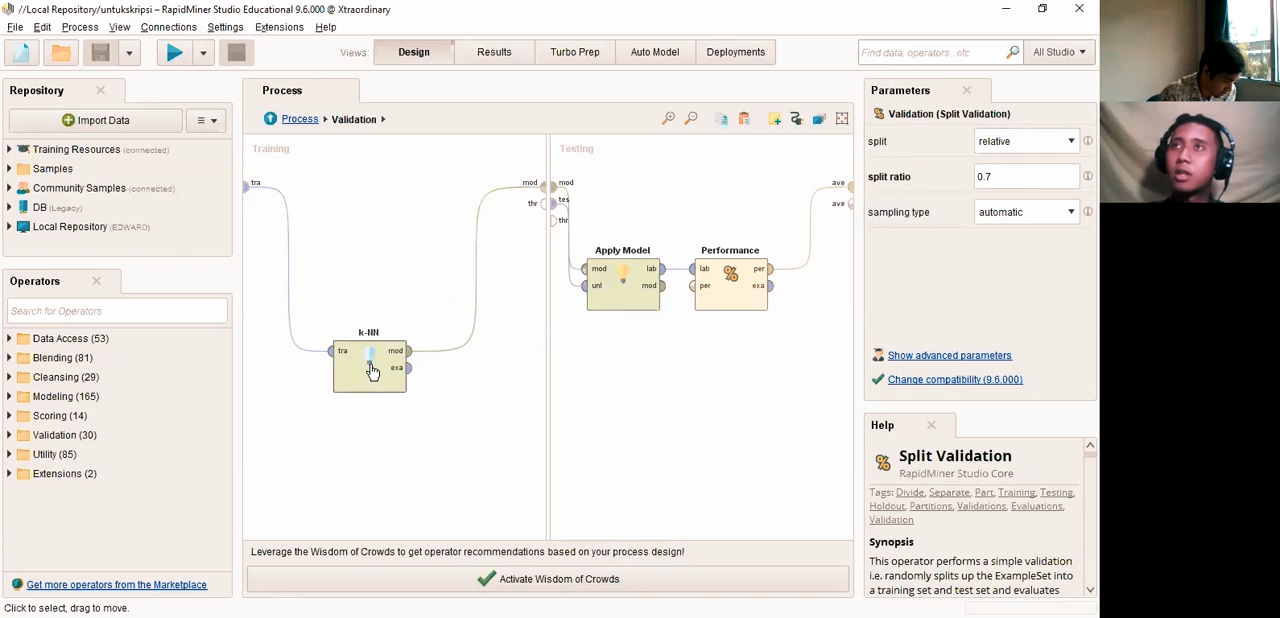 //Local Repository/untukskripsi – RapidMiner Studio Educational 9.6.000 @ Xtraordinary
File Edit Process View Connections Settings Extensions Help
Views: Design Results Turbo Prep Auto Model Deployments
Find data, operators...etc All Studio
Repository
Import Data
Training Resources (connected)
Samples
Community Samples (connected)
DB (Legacy)
Local Repository (EDWARD)
Operators
Search for Operators
Data Access (53)
Blending (81)
Cleansing (29)
Modeling (165)
Scoring (14)
Validation (30)
Utility (85)
Extensions (2)
Get more operators from the Marketplace
Click to select, drag to move.
Process
Process Validation
Training
tra
mod
thr
k-NN
tra mod
exa
Testing
mod
tes
thr
ave
ave
Apply Model
mod lab
unl mod
Performance
lab per
per exa
Leverage the Wisdom of Crowds to get operator recommendations based on your process design!
Activate Wisdom of Crowds
Parameters
Validation (Split Validation)
split relative
split ratio 0.7
sampling type automatic
Show advanced parameters
Change compatibility (9.6.000)
Help
Split Validation
RapidMiner Studio Core
Tags: Divide, Separate, Part, Training, Testing,
Holdout, Partitions, Validations, Evaluations,
Validation
Synopsis
This operator performs a simple validation
i.e. randomly splits up the ExampleSet into
a training set and test set and evaluates